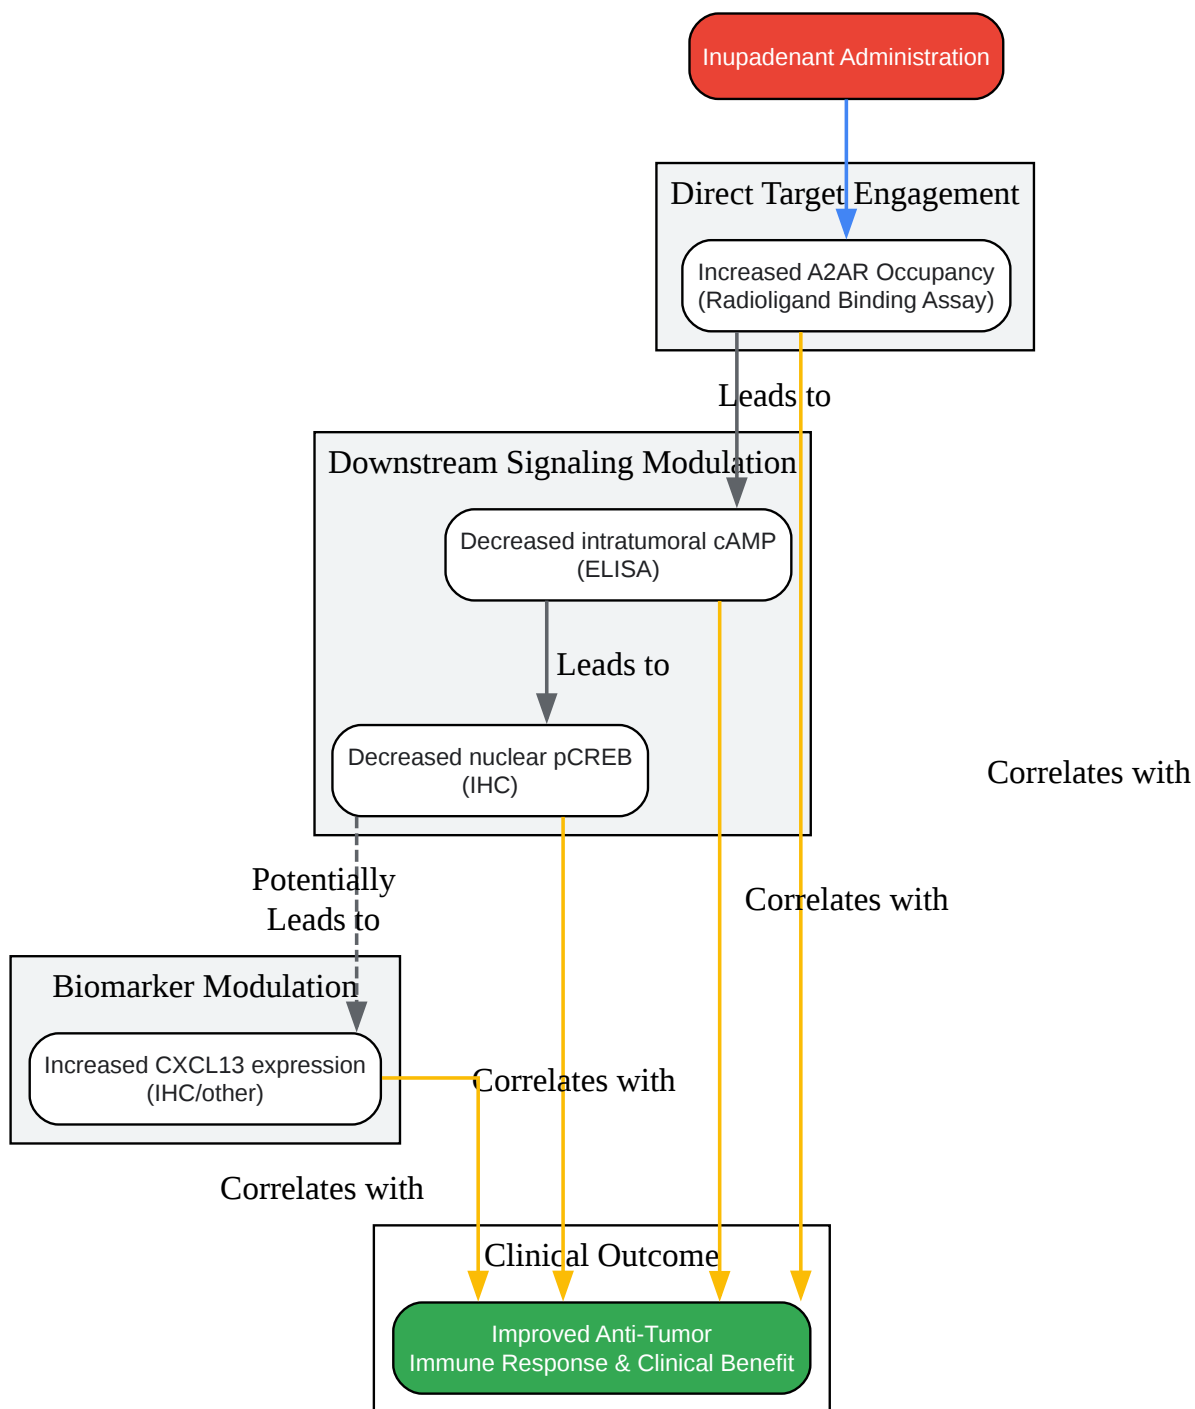 Inupadenant Administration
Direct Target Engagement
Increased A2AR Occupancy
(Radioligand Binding Assay)
Leads to
Downstream Signaling Modulation
Decreased intratumoral cAMP
(ELISA)
Leads to
Decreased nuclear pCREB
(IHC)
Correlates with
Potentially
Leads to
Correlates with
Biomarker Modulation
Increased CXCL13 expression
(IHC/other)
Correlates with
Correlates with
Clinical Outcome
Improved Anti-Tumor
Immune Response & Clinical Benefit